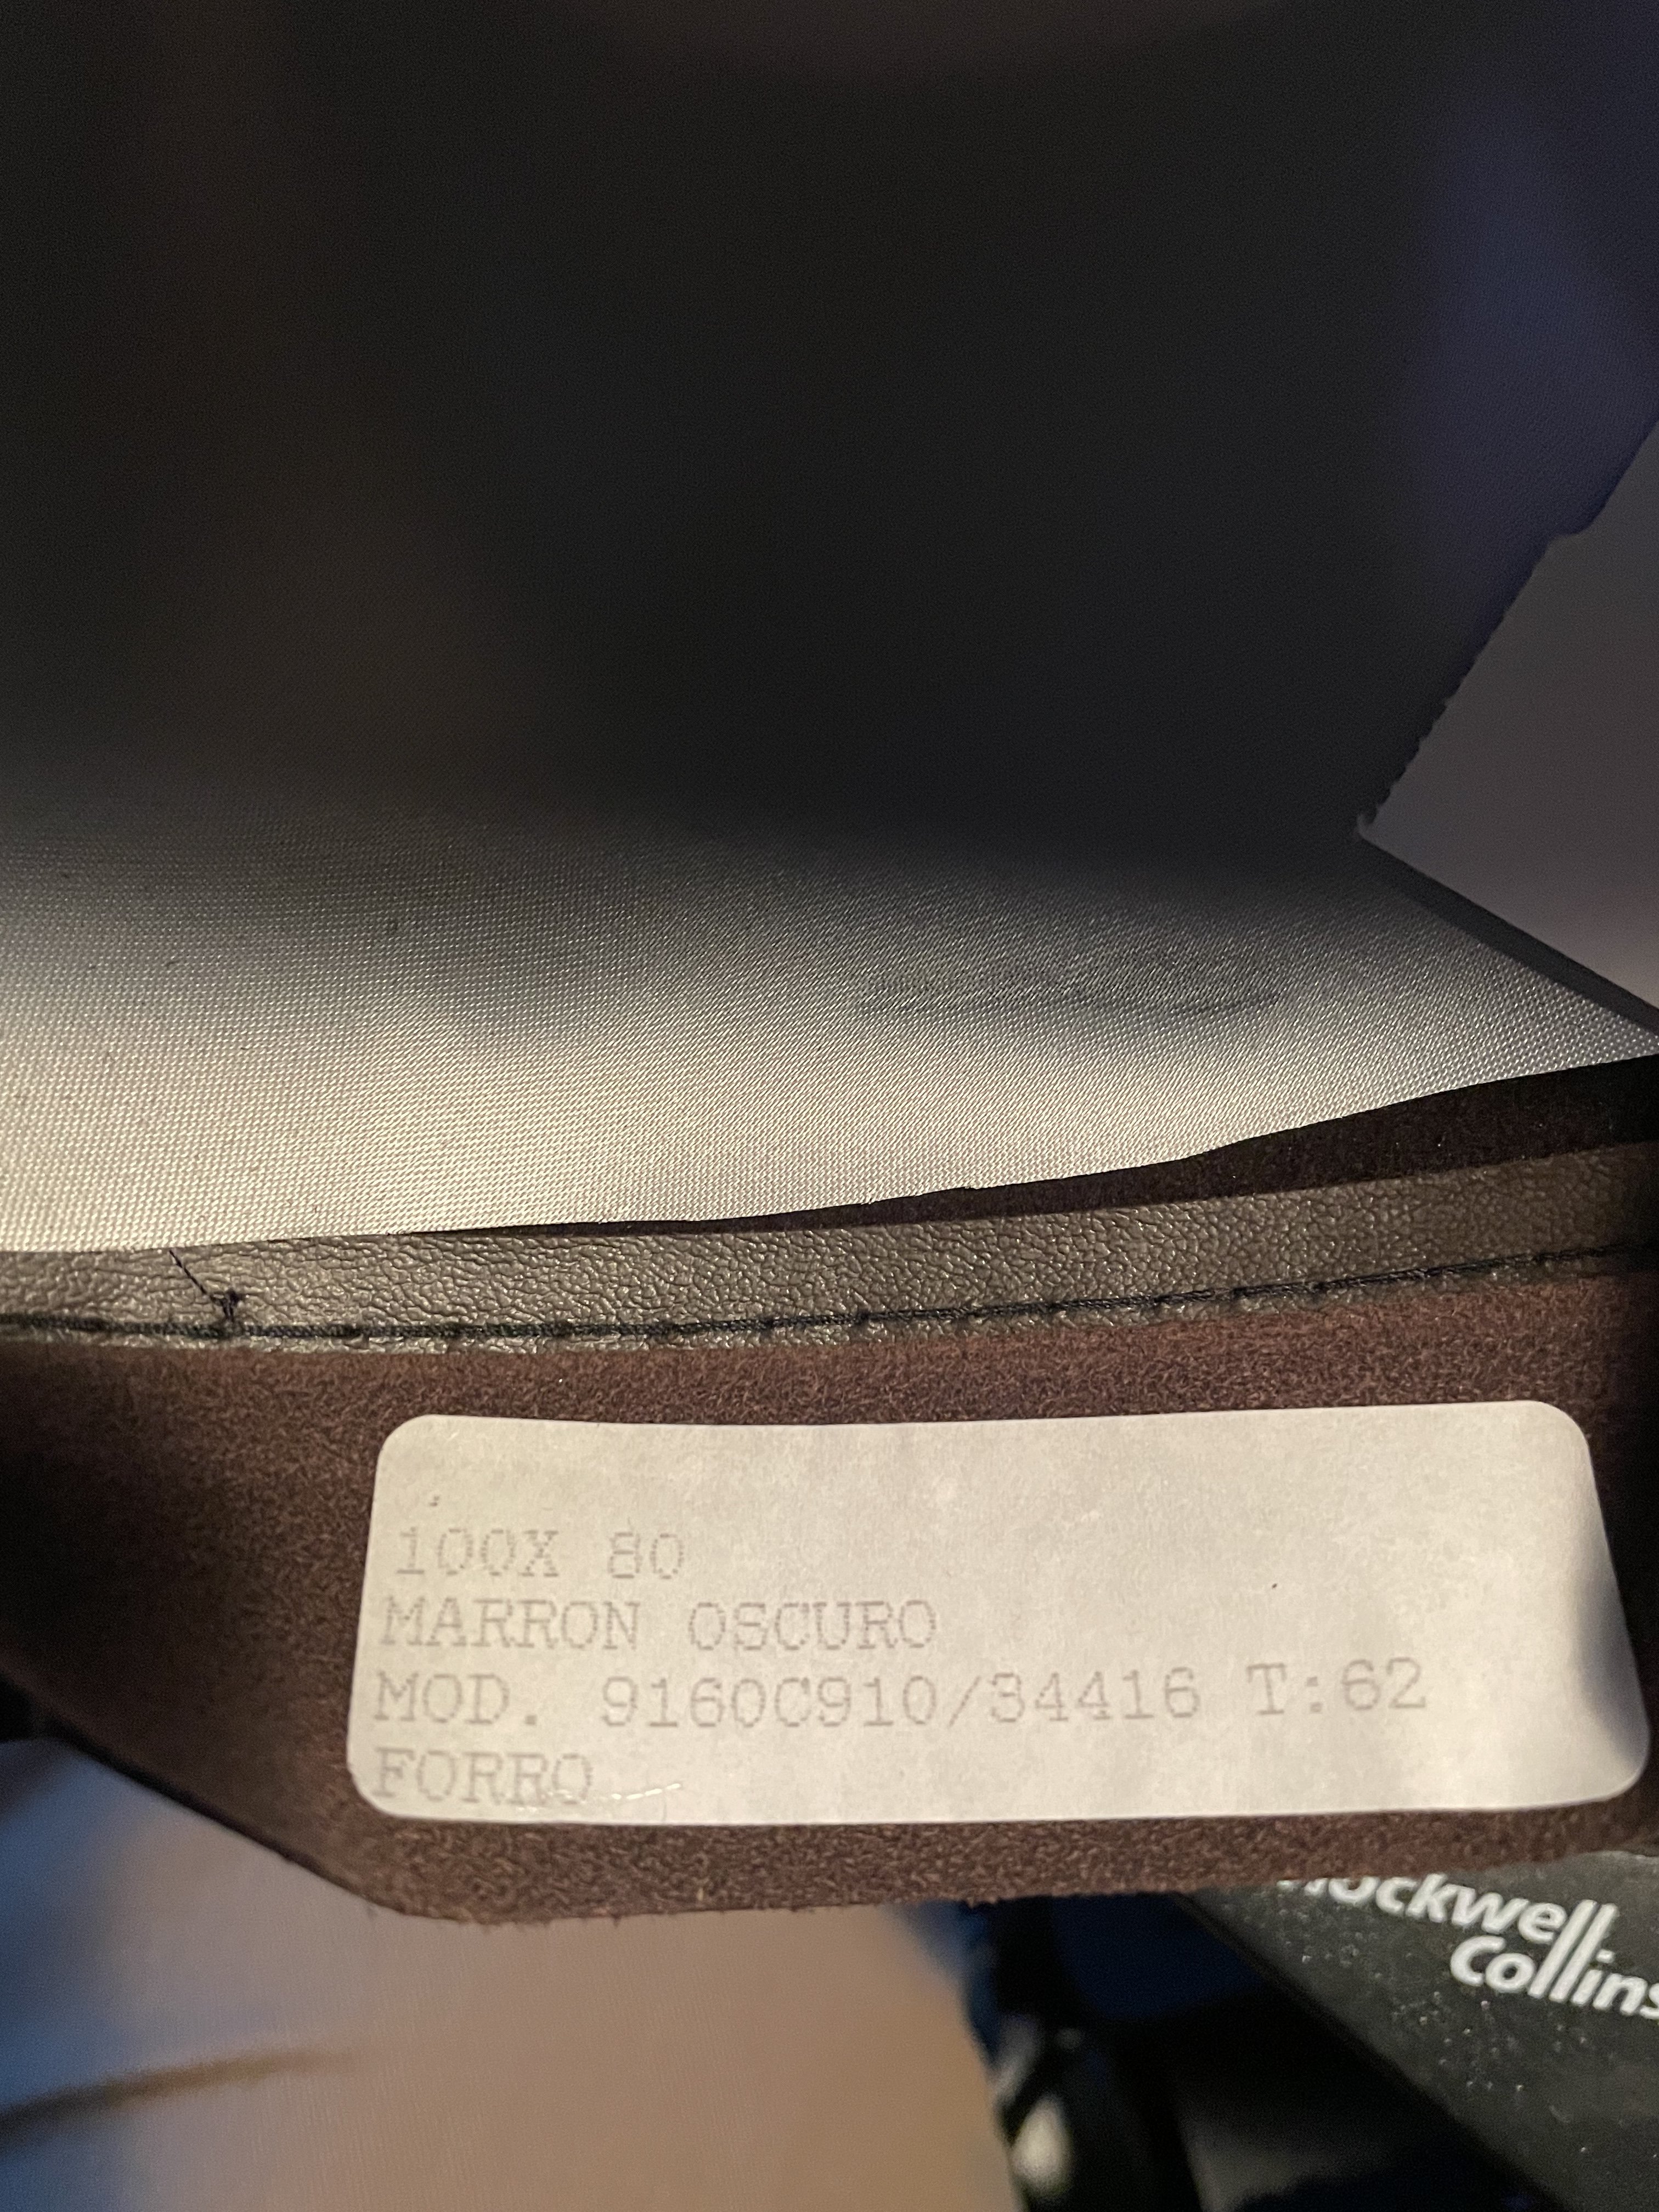 100X 80
MARRON OSCURO
MOD. 9160C910/34416 T:62
FORRO
Collins